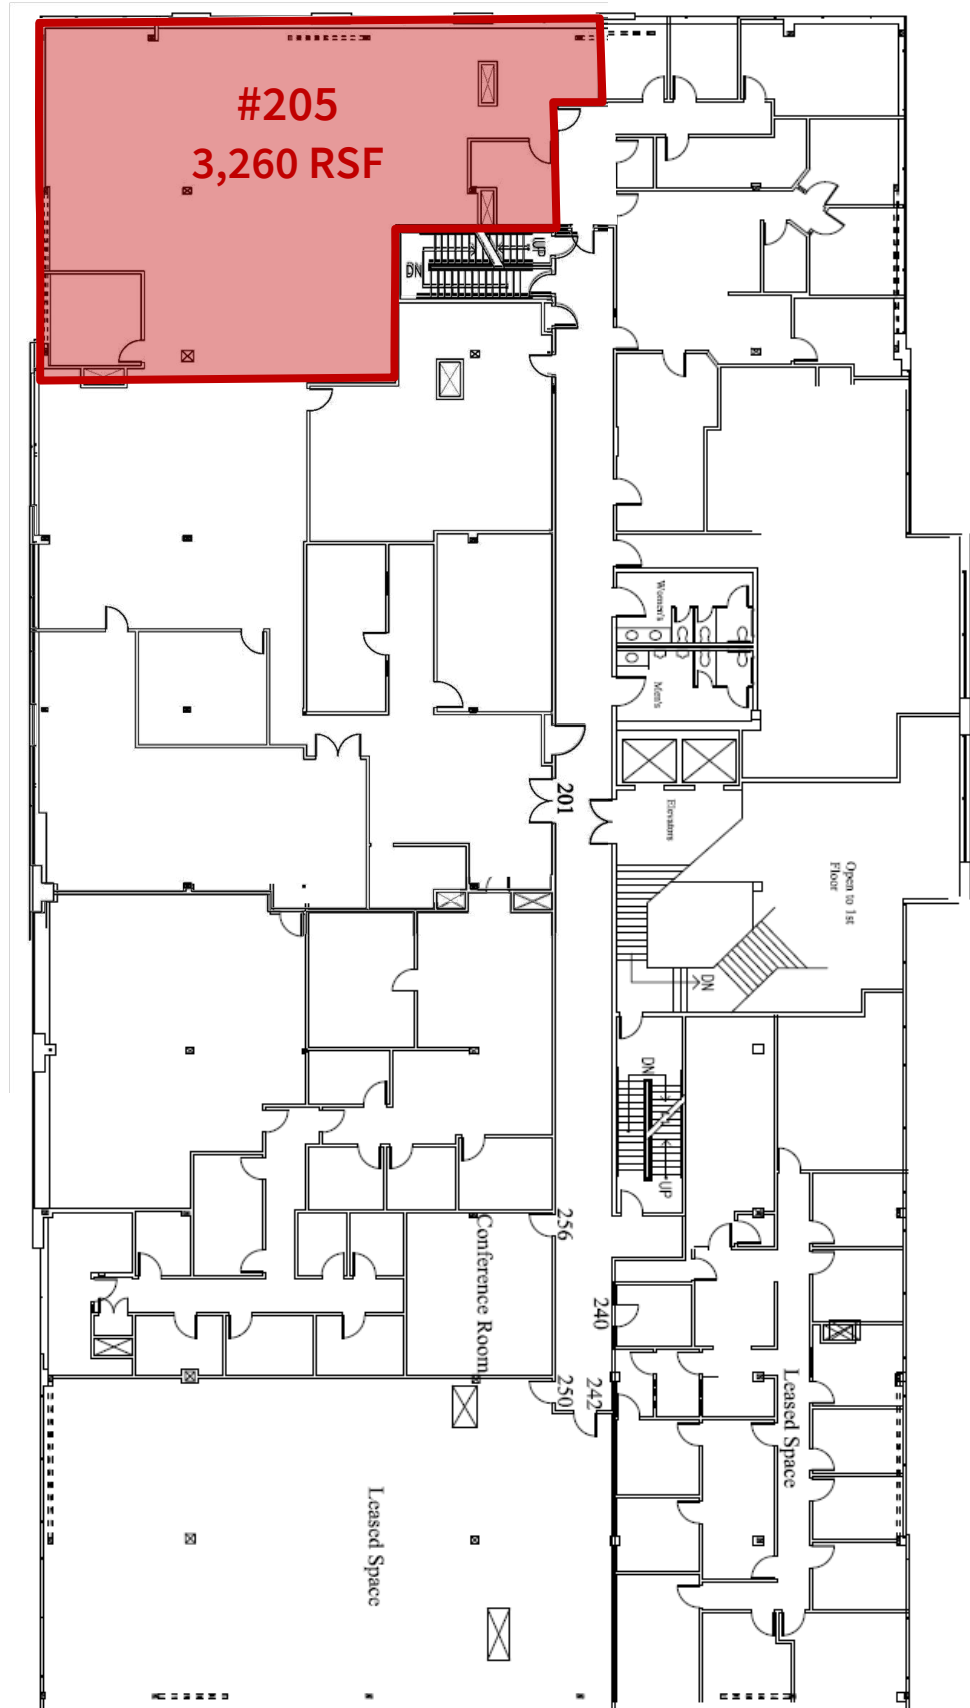 #205
3,260 RSF
UP
DN
Women's
Men's
201
Elevators
Open to 1st
Floor
DN
DN
UP
256
Conference Room
240
250
242
Leased Space
Leased Space